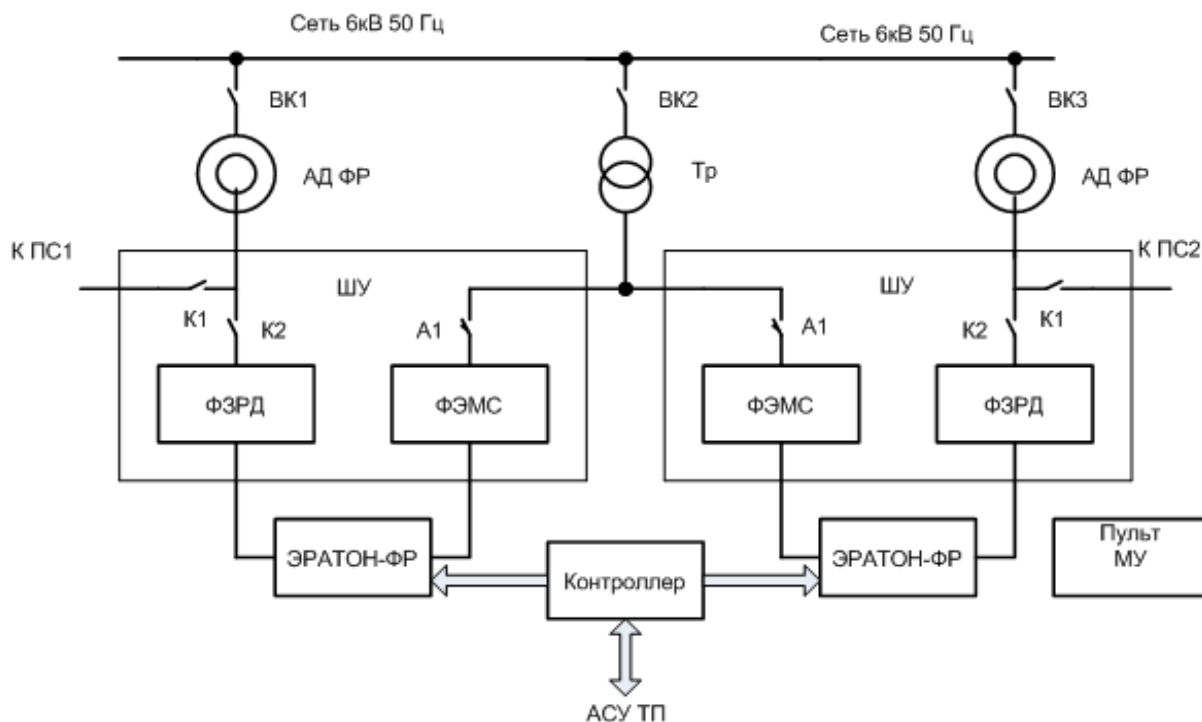 Сеть 6кВ 50 Гц
Сеть 6кВ 50 Гц
ВК1
ВК2
ВК3
АД ФР
Тр
АД ФР
К ПС1
К ПС2
ШУ
ШУ
К1
К2
А1
А1
К2
К1
ФЗРД
ФЭМС
ФЭМС
ФЗРД
ЭРАТОН-ФР
Контроллер
ЭРАТОН-ФР
Пульт
МУ
АСУ ТП